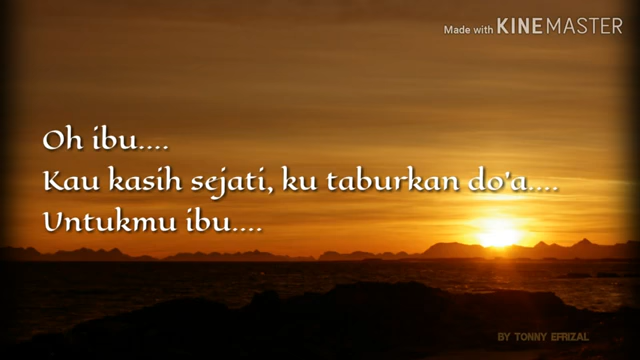 Made with KINEMASTER
Oh ibu....
Kau kasih sejati, ku taburkan do'a....
Untukmu ibu....
BY TONNY EFRIZAL